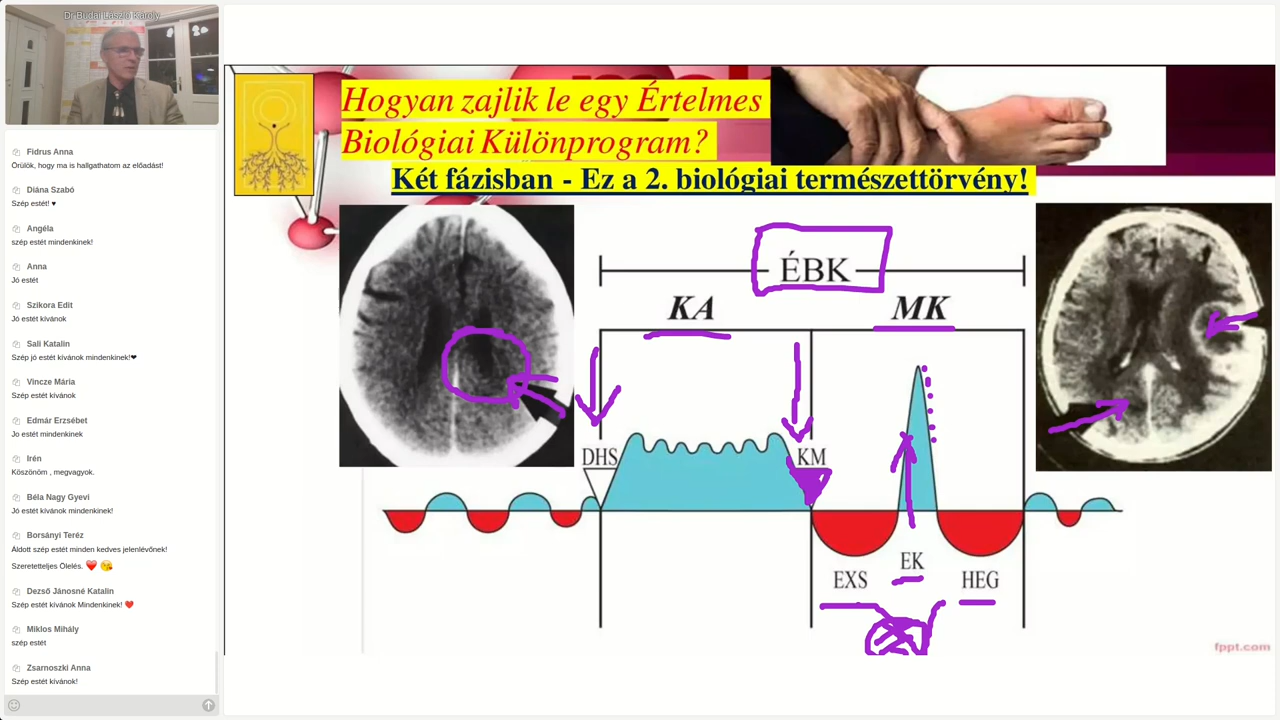 Dr Budai László Károly
Fidrus Anna
Örülök, hogy ma is hallgathatom az előadást!
Diána Szabó
Szép estét! ♥
Angéla
szép estét mindenkinek!
Anna
Jó estét
Szikora Edit
Jó estét kívánok
Sali Katalin
Szép jó estét kívánok mindenkinek!❤
Vincze Mária
Szép estét kívánok
Edmár Erzsébet
Jo estét mindenkinek
Irén
Köszönöm , megvagyok.
Béla Nagy Gyevi
Jó estét kívánok mindenkinek!
Borsányi Teréz
Áldott szép estét minden kedves jelenlévőnek!
Szeretetteljes Ölelés. ❤️ 😘
Dezső Jánosné Katalin
Szép estét kívánok Mindenkinek! ❤️
Miklos Mihály
szép estét
Zsarnoszki Anna
Szép estét kívánok!
Hogyan zajlik le egy Értelmes
Biológiai Különprogram?
Két fázisban - Ez a 2. biológiai természettörvény!
ÉBK
KA
MK
DHS
KM
EXS
EK
HEG
fppt.com